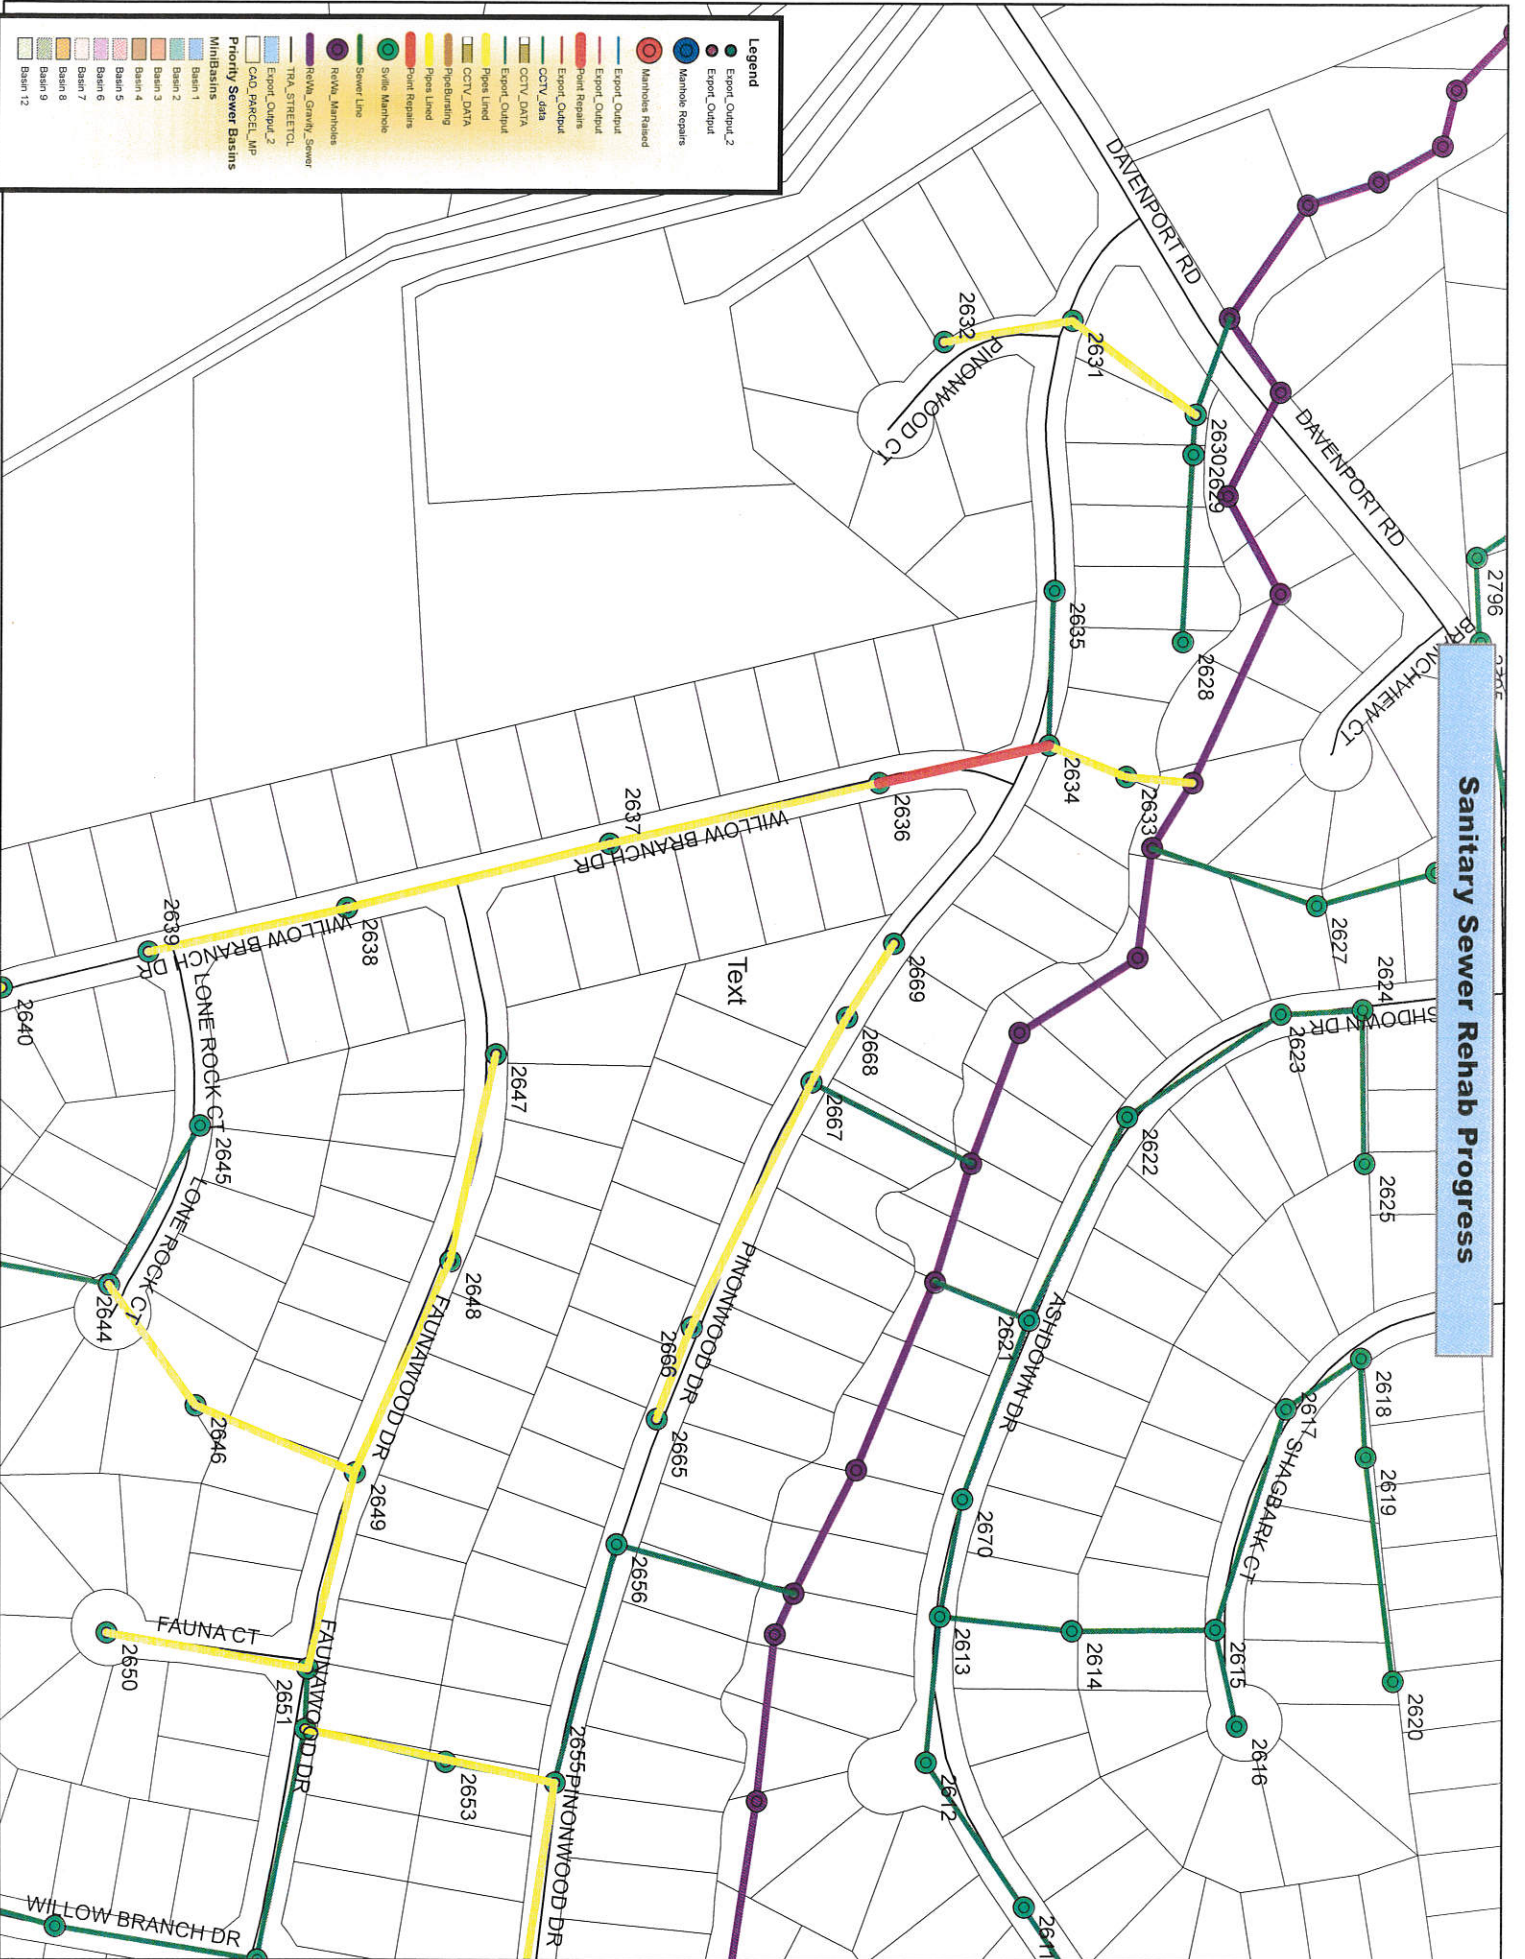 Sanitary Sewer Rehab Progress
Legend
Export_Output_2
Export_Output
Manhole Repairs
Manholes Raised
Export_Output
Export_Output
Point Repairs
Export_Output
CCTV_DATA
CCTV_data
Export_Output
Pipes Lined
CCTV_DATA
PipeBursting
Pipes Lined
Point Repairs
Sville Manhole
Sewer Line
ReWa_Manholes
ReWa_Gravity_Sewer
TRA_STREETCL
Export_Output_2
CAD_PARCEL_MP
Priority Sewer Basins
MiniBasins
Basin 1
Basin 2
Basin 3
Basin 4
Basin 5
Basin 6
Basin 7
Basin 8
Basin 9
Basin 12
DAVENPORT RD
DAVENPORT RD
BRANCHVIEW CT
2796
2632
PINONWOOD CT
2631
2630
2629
2628
2635
2634
2633
2627
2636
2637
WILLOW BRANCH DR
2638
WILLOW BRANCH DR
2639
2640
LONE ROCK CT
2645
LONE ROCK CT
2644
2646
2647
2648
FAUNAWOOD DR
2649
FAUNA CT
2650
2651
FAUNAWOOD DR
2653
2655
PINONWOOD DR
WILLOW BRANCH DR
Text
2669
2668
2667
PINONWOOD DR
2666
2665
2656
2624
SHDOWN DR
2623
2625
2622
2621
ASHDOWN DR
2670
2613
2614
2612
2611
2618
2617
2619
SHAGBARK CT
2615
2616
2620